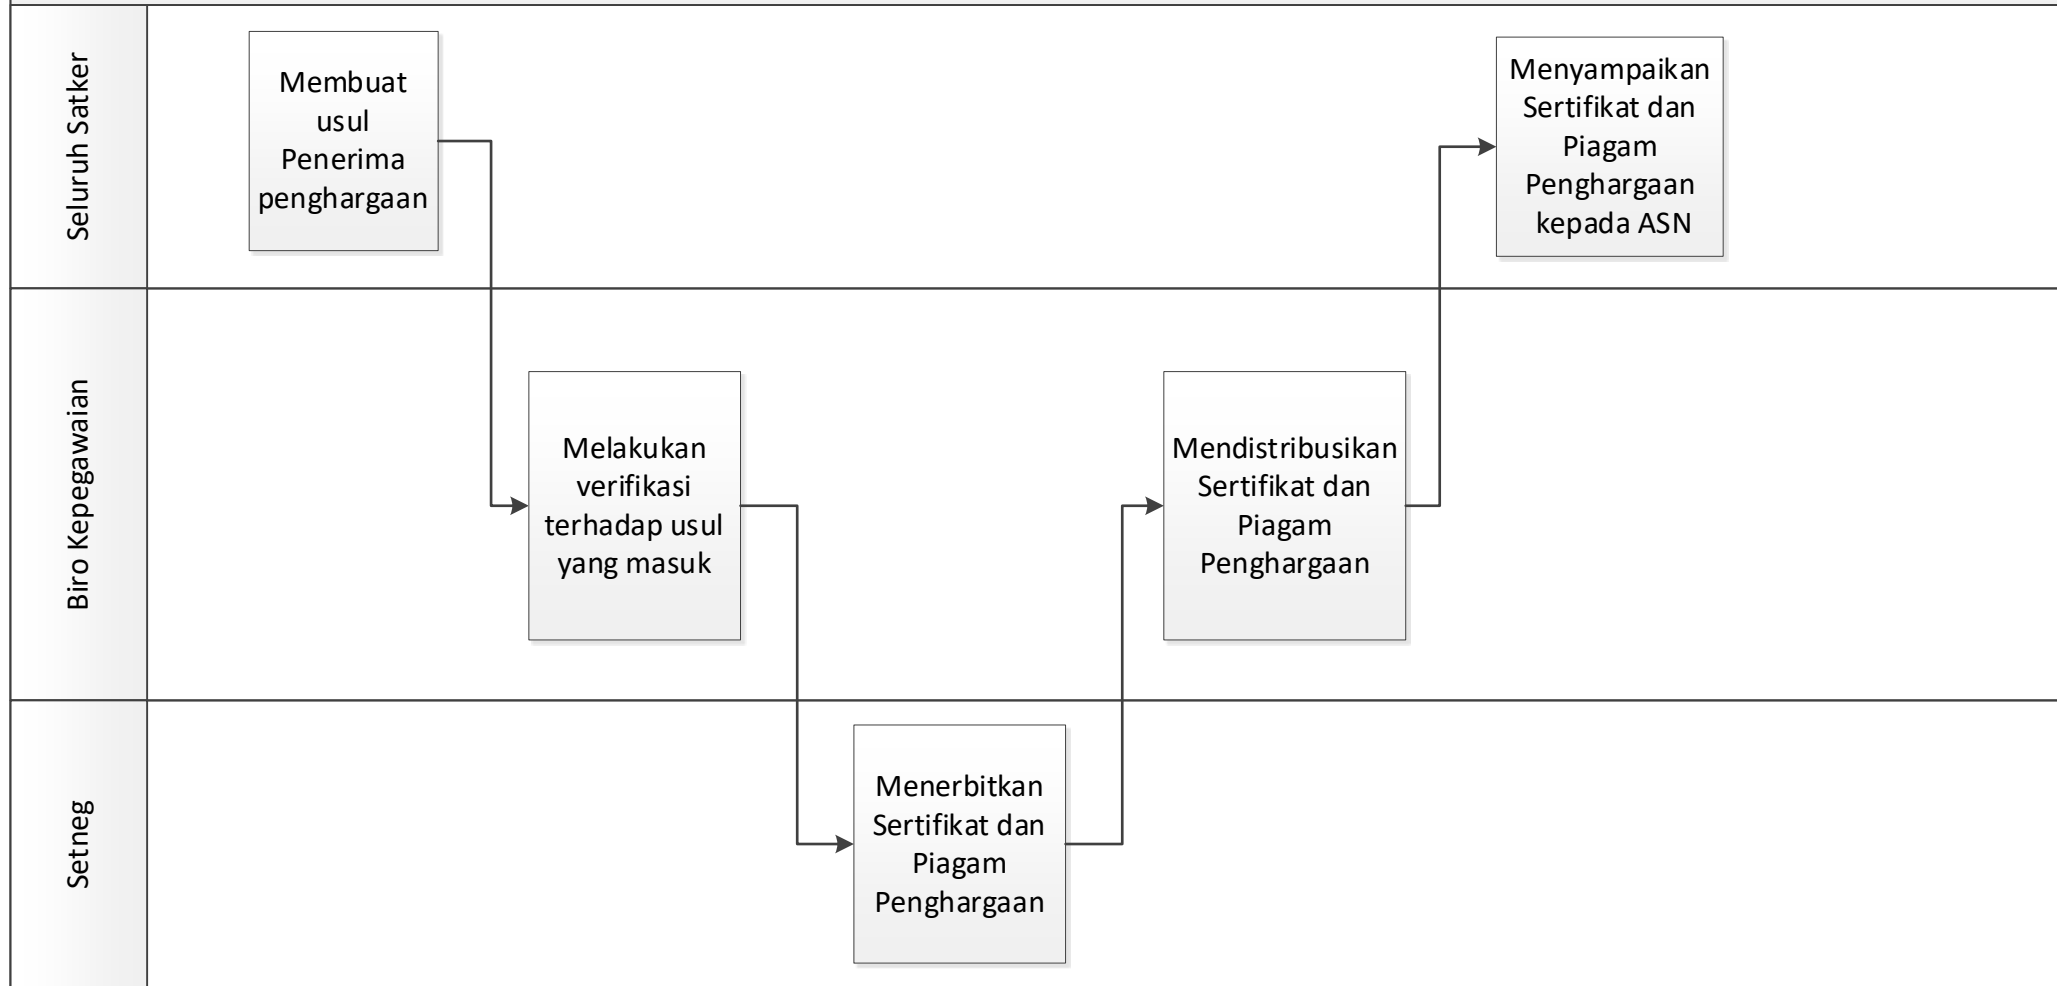 Seluruh Satker
Membuat
usul
Penerima
penghargaan
Menyampaikan
Sertifikat dan
Piagam
Penghargaan
kepada ASN
Biro Kepegawaian
Melakukan
verifikasi
terhadap usul
yang masuk
Mendistribusikan
Sertifikat dan
Piagam
Penghargaan
Setneg
Menerbitkan
Sertifikat dan
Piagam
Penghargaan